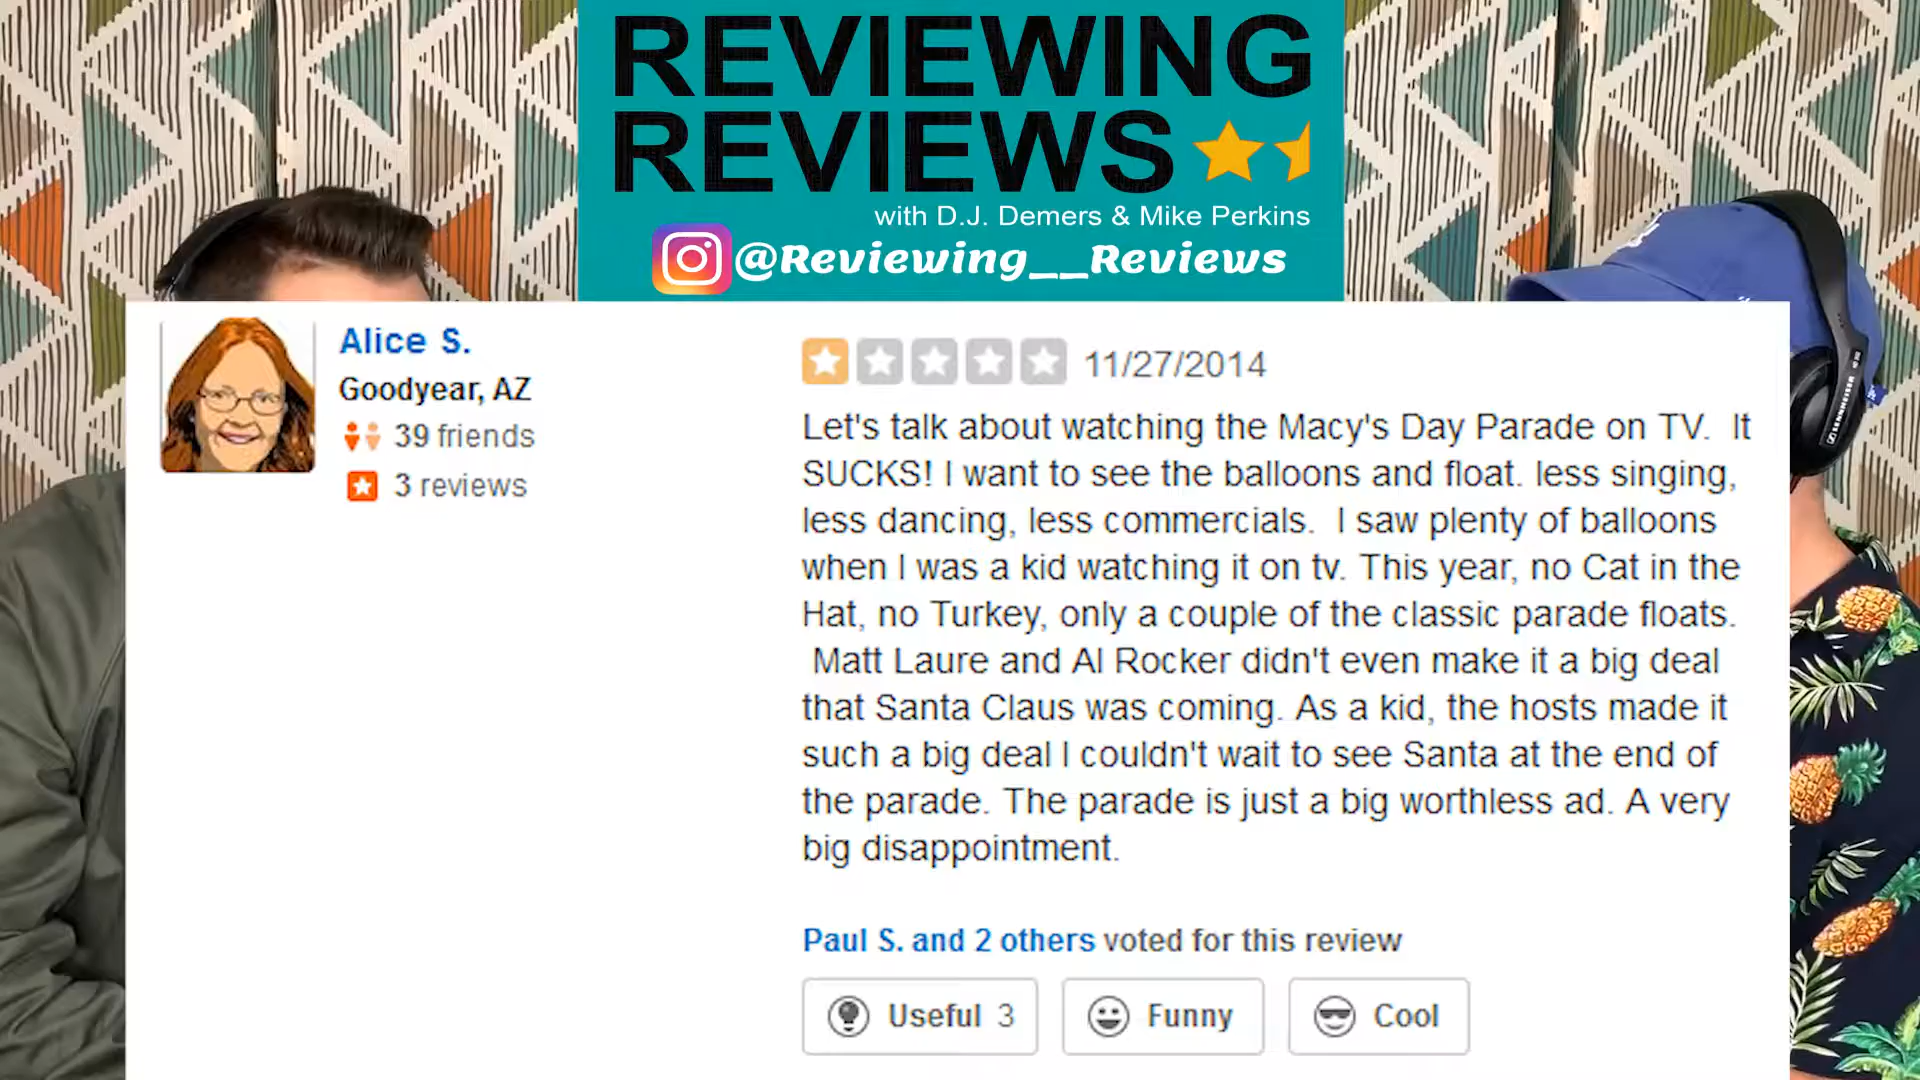 REVIEWING
REVIEWS
with D.J. Demers & Mike Perkins
@Reviewing__Reviews
Alice S.
Goodyear, AZ
39 friends
3 reviews
11/27/2014
Let's talk about watching the Macy's Day Parade on TV. It
SUCKS! I want to see the balloons and float. less singing,
less dancing, less commercials. I saw plenty of balloons
when I was a kid watching it on tv. This year, no Cat in the
Hat, no Turkey, only a couple of the classic parade floats.
Matt Laure and Al Rocker didn't even make it a big deal
that Santa Claus was coming. As a kid, the hosts made it
such a big deal I couldn't wait to see Santa at the end of
the parade. The parade is just a big worthless ad. A very
big disappointment.
Paul S. and 2 others voted for this review
Useful 3
Funny
Cool
SENNHEISER